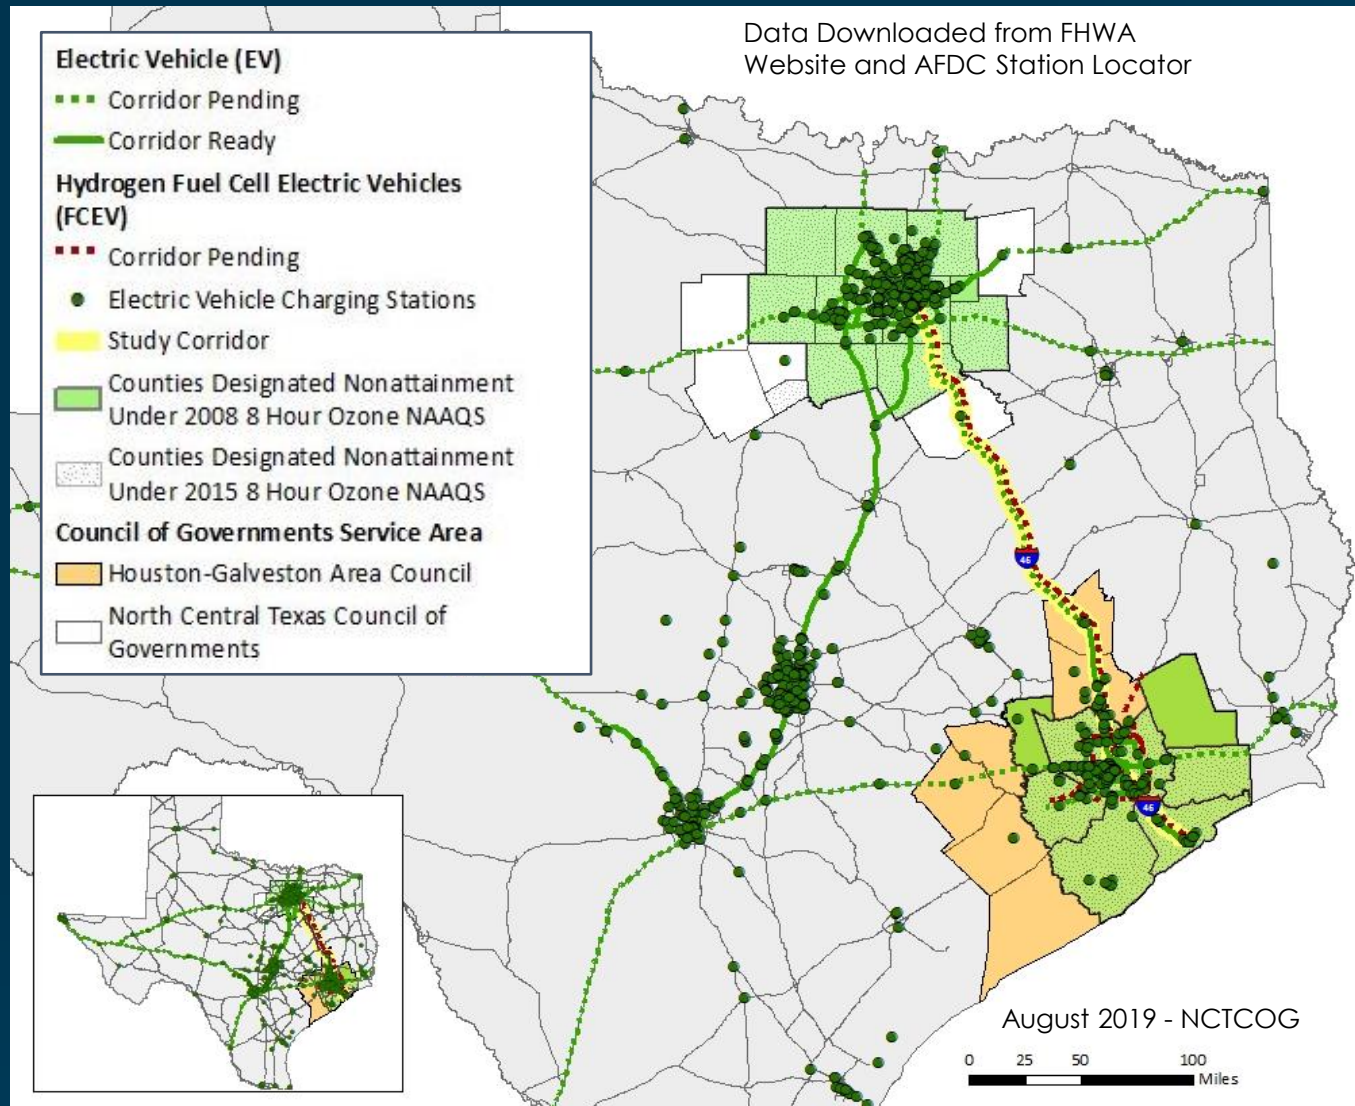 Data Downloaded from FHWA
Website and AFDC Station Locator
Electric Vehicle (EV)
Corridor Pending
Corridor Ready
Hydrogen Fuel Cell Electric Vehicles
(FCEV)
Corridor Pending
Electric Vehicle Charging Stations
Study Corridor
Counties Designated Nonattainment
Under 2008 8 Hour Ozone NAAQS
Counties Designated Nonattainment
Under 2015 8 Hour Ozone NAAQS
Council of Governments Service Area
Houston-Galveston Area Council
North Central Texas Council of
Governments
45
45
August 2019 - NCTCOG
0 25 50 100
Miles